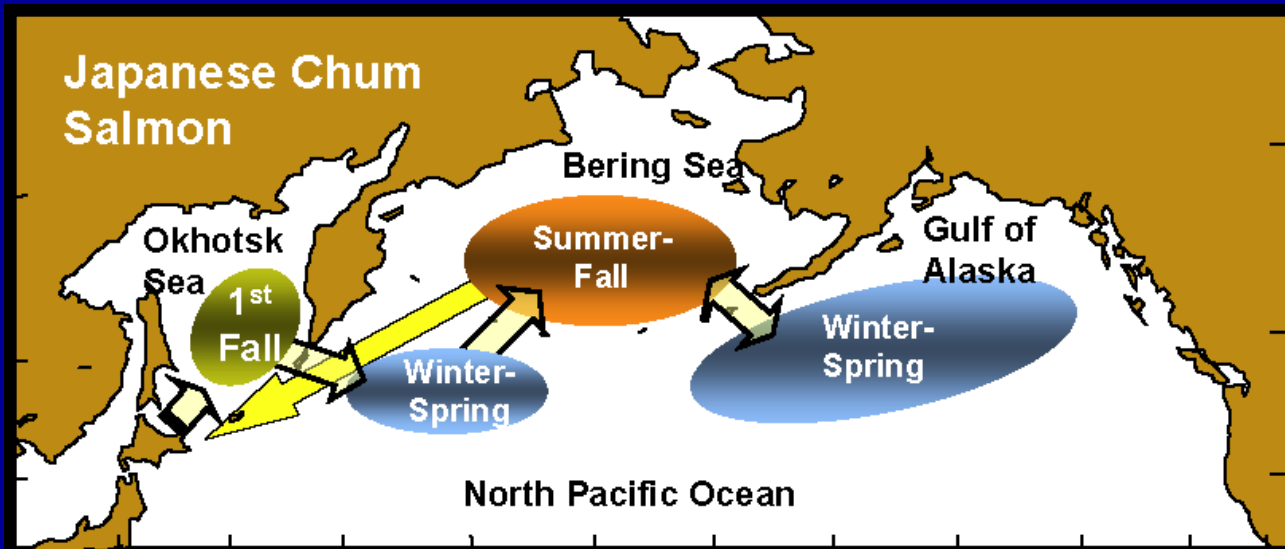 Japanese Chum
Salmon
Bering Sea
Okhotsk
Sea
1st
Fall
Summer-
Fall
Gulf of
Alaska
Winter-
Spring
Winter-
Spring
North Pacific Ocean